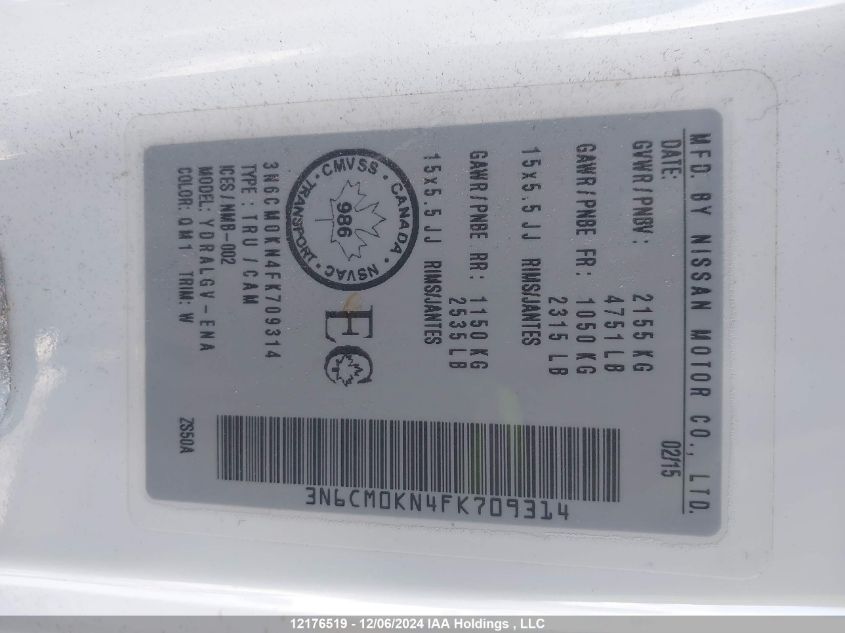 MFD. BY NISSAN MOTOR CO., LTD.
DATE: 02/15
GVWR/PNBV: 2155 KG
4751 LB
GAWR/PNBE FR: 1050 KG
2315 LB
15x5.5JJ RIMS/JANTES
GAWR/PNBE RR: 1150 KG
2535 LB
15x5.5JJ RIMS/JANTES
CMVSS · CANADA · NSVAC · TRANSPORT ·
986
EC
3N6CM0KN4FK709314
TYPE: TRU/CAM
ICES/NMB-002
MODEL: YDRALGV-ENA
COLOR: QM1 TRIM: W
ZS50A
3N6CM0KN4FK709314
12176519 - 12/06/2024 IAA Holdings , LLC